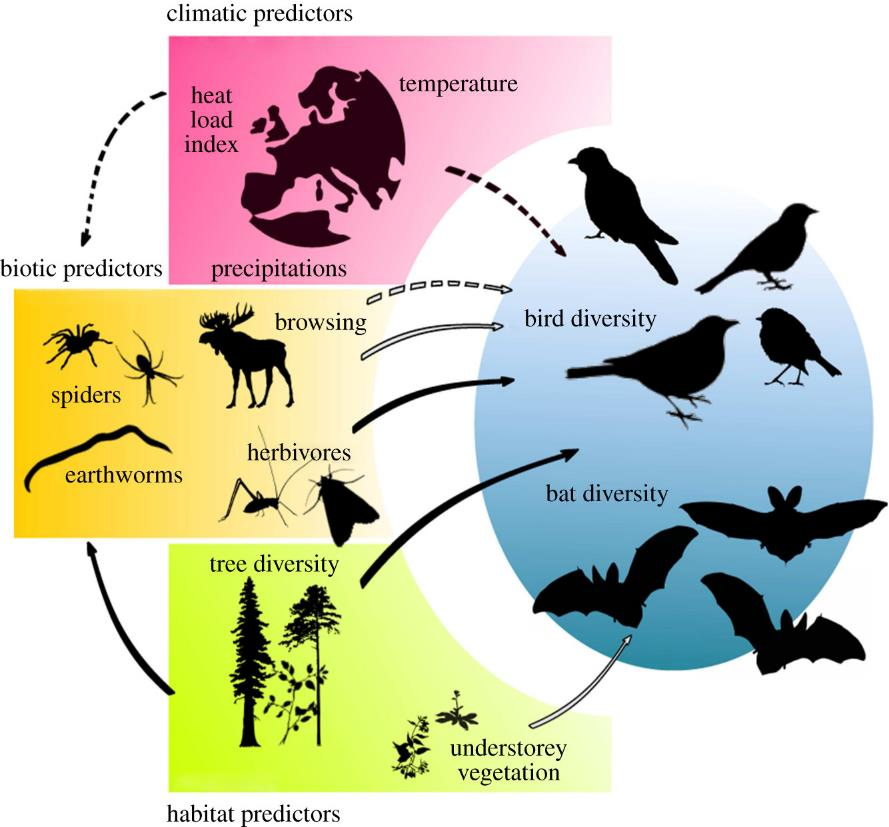 climatic predictors
heat
load
index
temperature
precipitations
biotic predictors
browsing
spiders
herbivores
earthworms
bird diversity
bat diversity
tree diversity
understorey
vegetation
habitat predictors